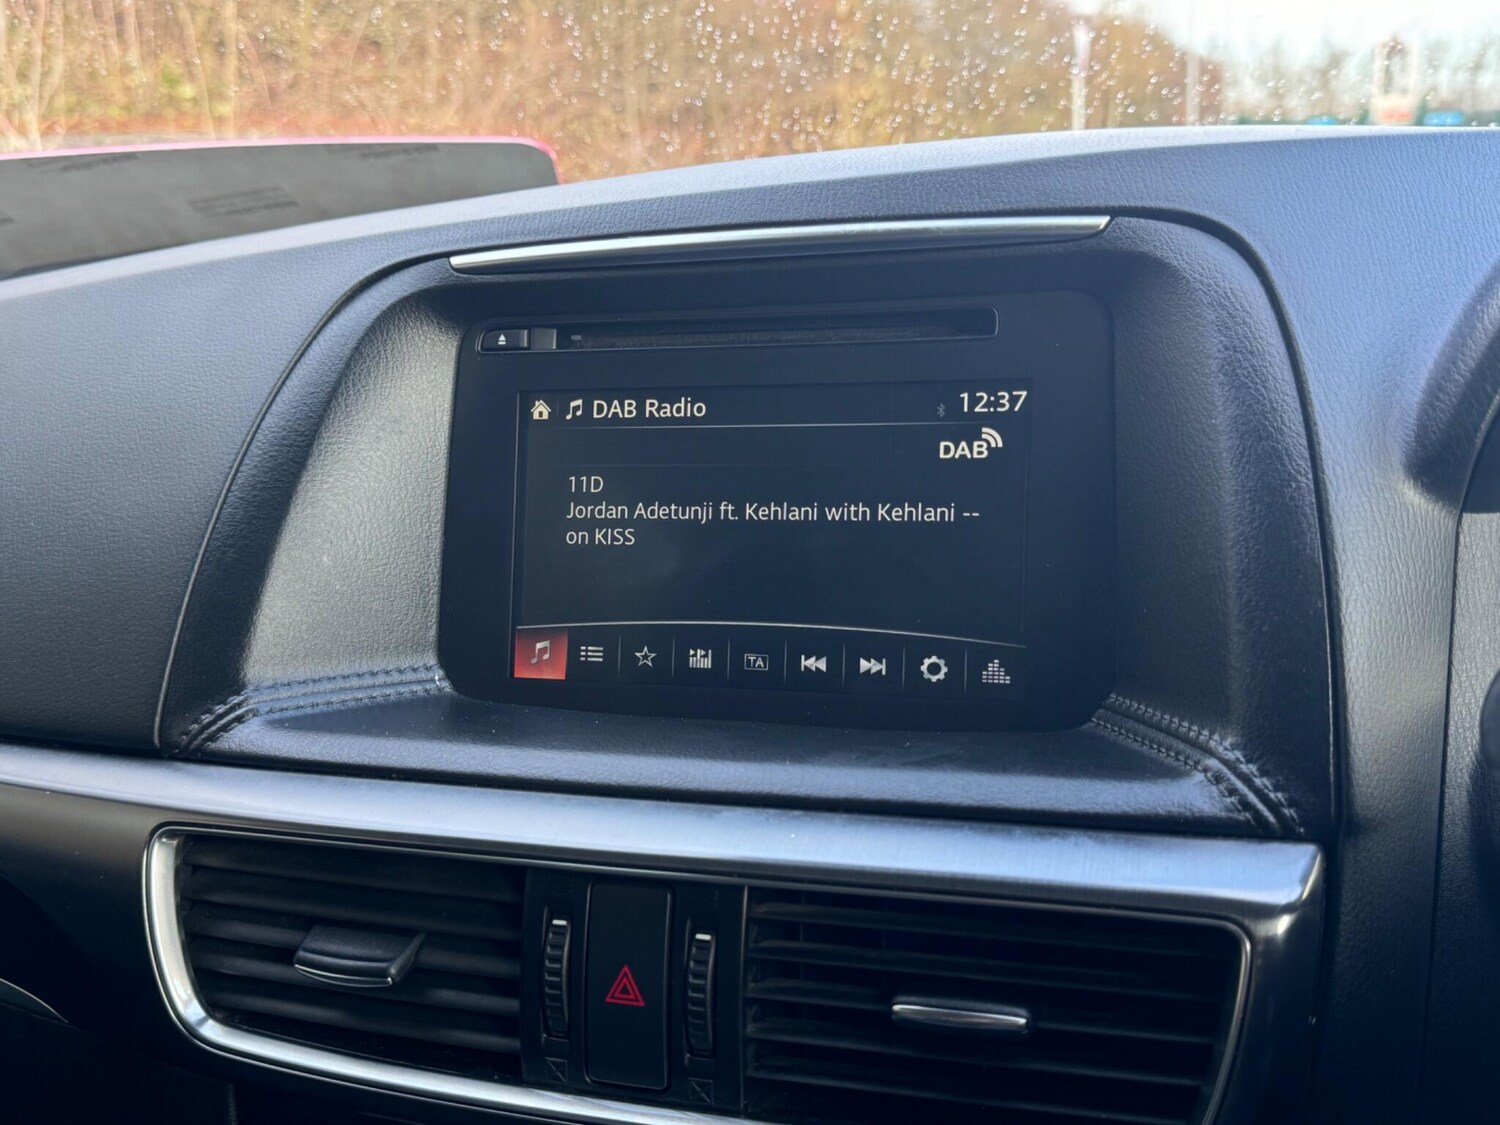 DAB Radio 12:37
DAB
11D
Jordan Adetunji ft. Kehlani with Kehlani --
on KISS
TA